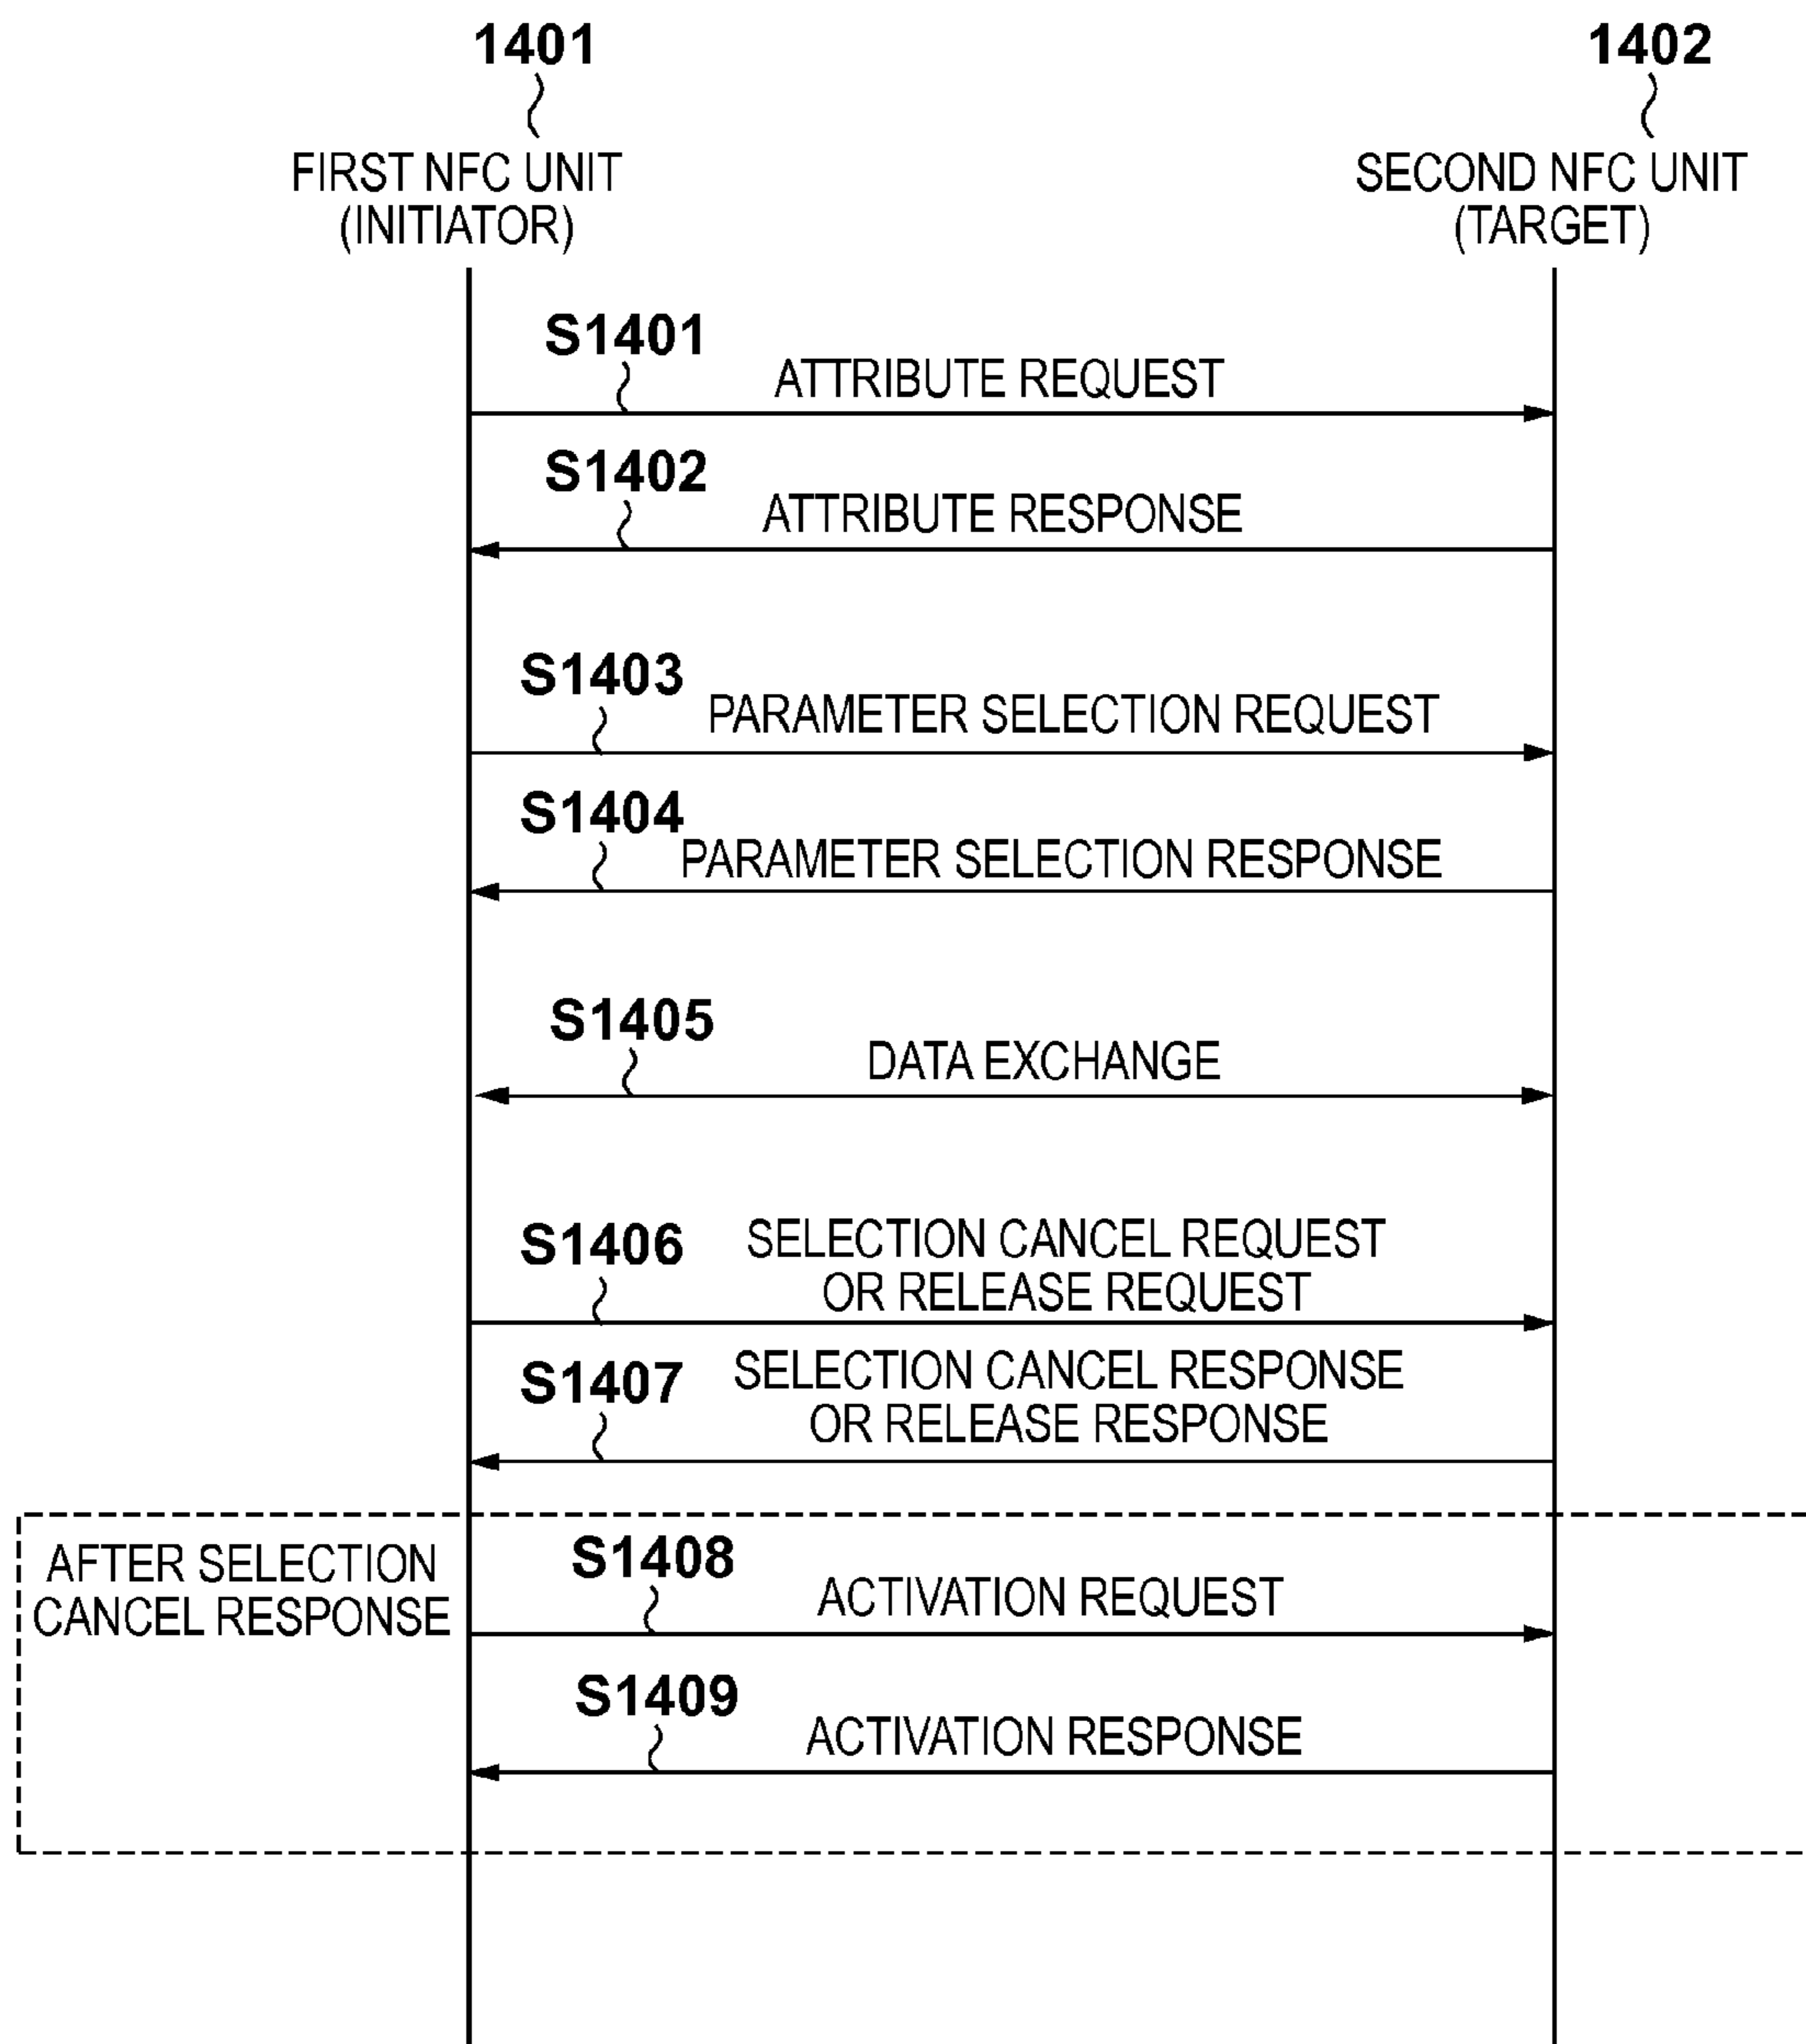 1401
1402
FIRST NFC UNIT
(INITIATOR)
SECOND NFC UNIT
(TARGET)
S1401
ATTRIBUTE REQUEST
S1402
ATTRIBUTE RESPONSE
S1403
PARAMETER SELECTION REQUEST
S1404
PARAMETER SELECTION RESPONSE
S1405
DATA EXCHANGE
S1406
SELECTION CANCEL REQUEST
OR RELEASE REQUEST
S1407
SELECTION CANCEL RESPONSE
OR RELEASE RESPONSE
AFTER SELECTION
CANCEL RESPONSE
S1408
ACTIVATION REQUEST
S1409
ACTIVATION RESPONSE